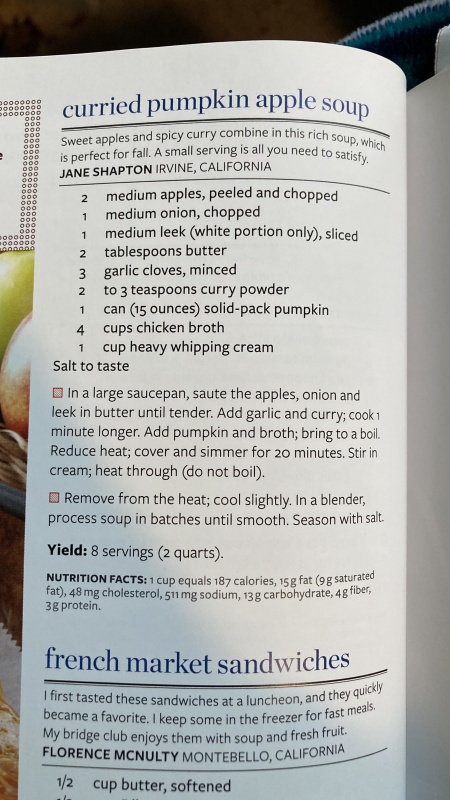 curried pumpkin apple soup
Sweet apples and spicy curry combine in this rich soup, which
is perfect for fall. A small serving is all you need to satisfy.
JANE SHAPTON IRVINE, CALIFORNIA
2 medium apples, peeled and chopped
1 medium onion, chopped
1 medium leek (white portion only), sliced
2 tablespoons butter
3 garlic cloves, minced
2 to 3 teaspoons curry powder
1 can (15 ounces) solid-pack pumpkin
4 cups chicken broth
1 cup heavy whipping cream
Salt to taste
In a large saucepan, saute the apples, onion and
leek in butter until tender. Add garlic and curry; cook 1
minute longer. Add pumpkin and broth; bring to a boil.
Reduce heat; cover and simmer for 20 minutes. Stir in
cream; heat through (do not boil).
Remove from the heat; cool slightly. In a blender,
process soup in batches until smooth. Season with salt.
Yield: 8 servings (2 quarts).
NUTRITION FACTS: 1 cup equals 187 calories, 15 g fat (9 g saturated
fat), 48 mg cholesterol, 511 mg sodium, 13 g carbohydrate, 4 g fiber,
3 g protein.
french market sandwiches
I first tasted these sandwiches at a luncheon, and they quickly
became a favorite. I keep some in the freezer for fast meals.
My bridge club enjoys them with soup and fresh fruit.
FLORENCE MCNULTY MONTEBELLO, CALIFORNIA
1/2 cup butter, softened